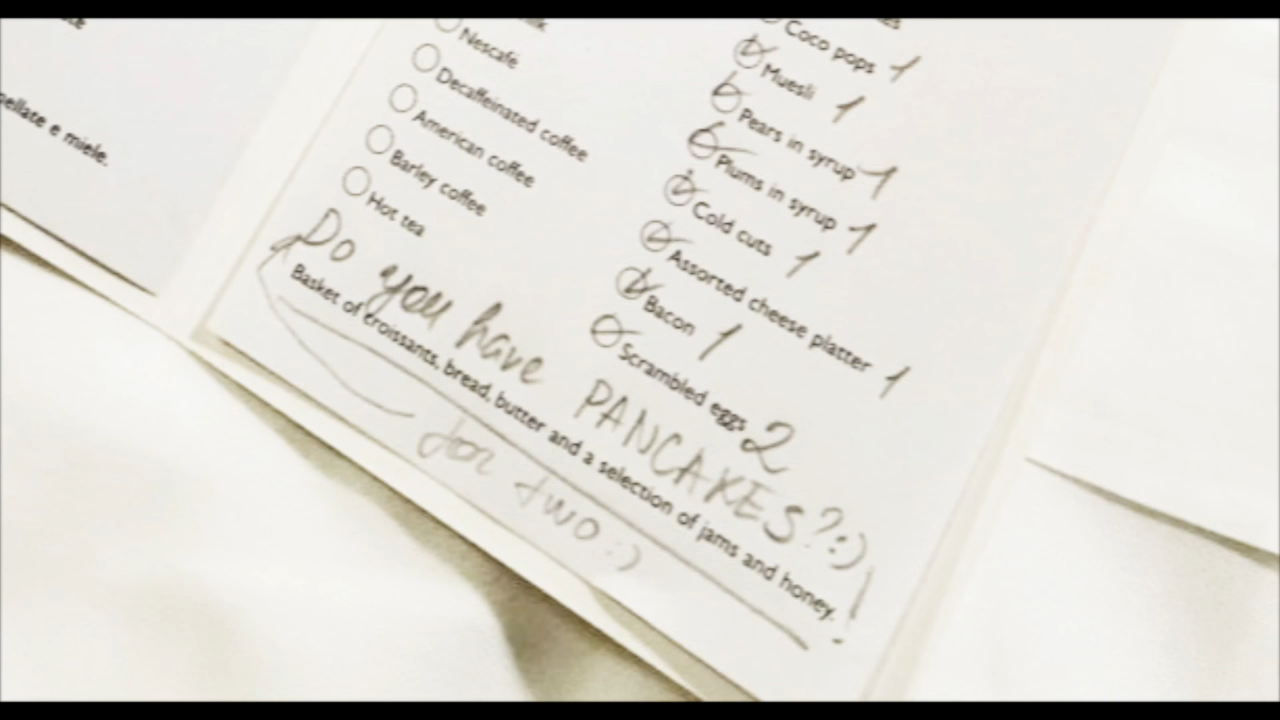 pellate e miele.
Nescafè
Decaffeinated coffee
American coffee
Barley coffee
Hot tea
Coco pops 1
Muesli 1
Pears in syrup 1
Plums in syrup 1
Cold cuts 1
Assorted cheese platter 1
Bacon 1
Scrambled eggs 2
Do you have PANCAKES? :)
Basket of croissants, bread, butter and a selection of jams and honey. !
for two :)